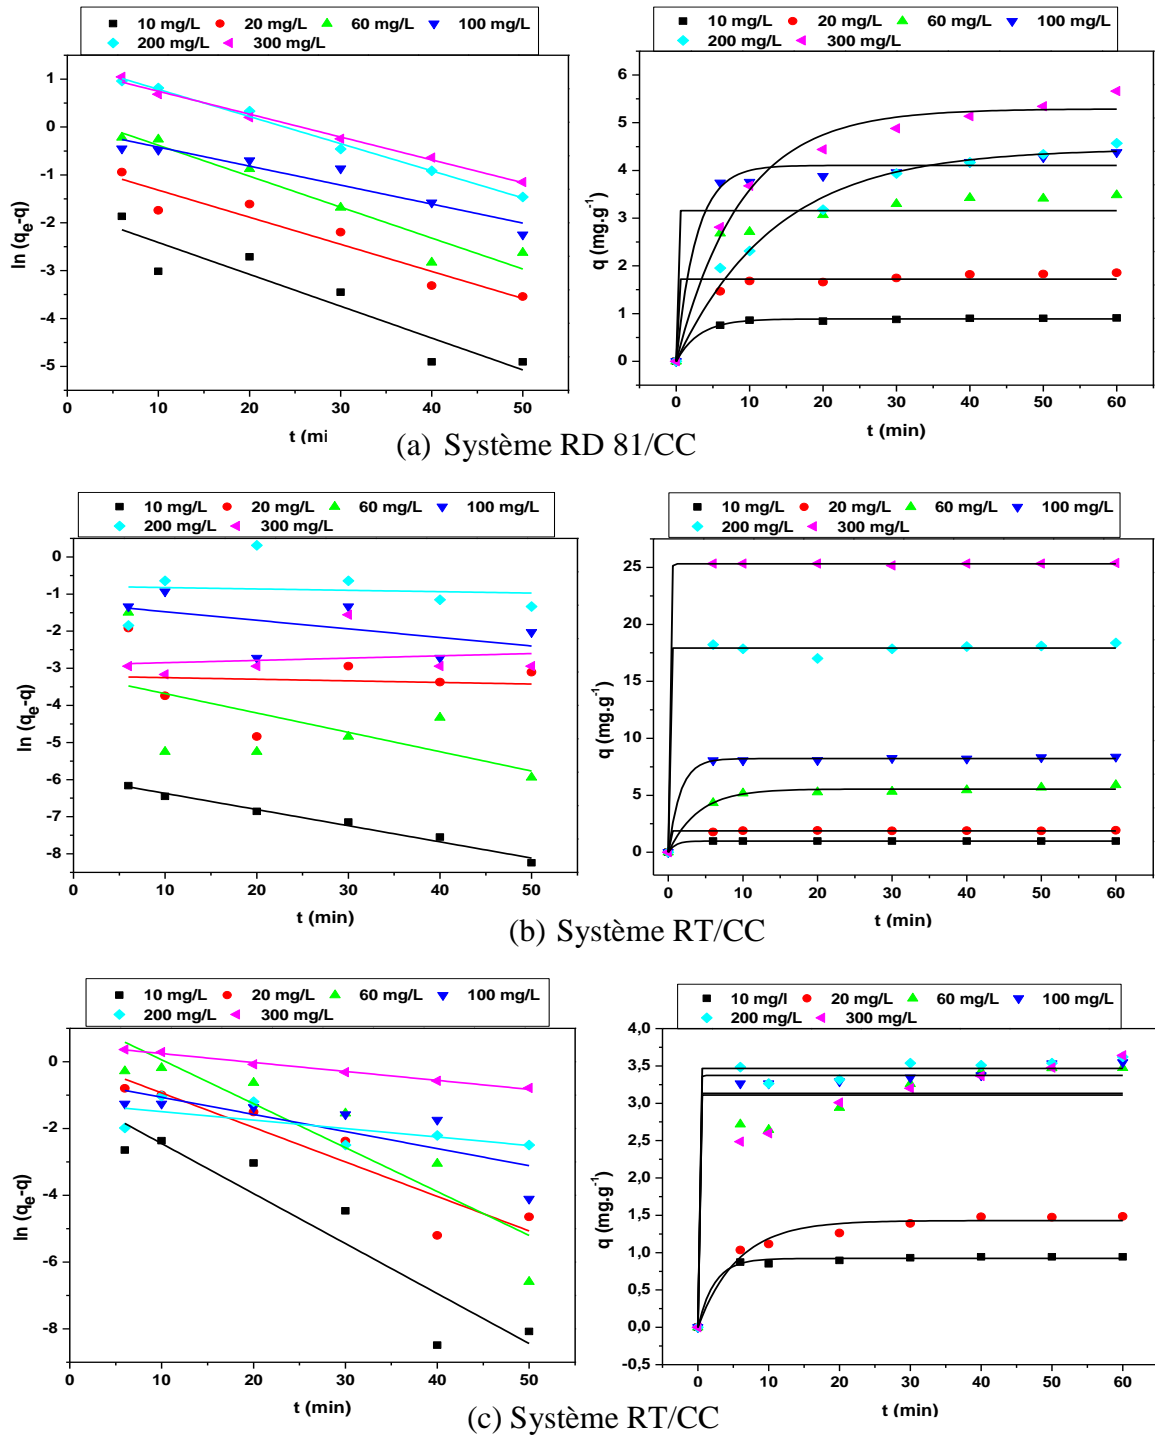 10 mg/L 20 mg/L 60 mg/L 100 mg/L
200 mg/L 300 mg/L
1
0
-1
-2
-3
-4
-5
ln (qe-q)
0 10 20 30 40 50
t (mi
10 mg/L 20 mg/L 60 mg/L 100 mg/L
200 mg/L 300 mg/L
6
5
4
3
2
1
0
q (mg.g-1)
0 10 20 30 40 50 60
t (min)
(a) Système RD 81/CC
10 mg/L 20 mg/L 60 mg/L 100 mg/L
200 mg/L 300 mg/L
0
-1
-2
-3
-4
-5
-6
-7
-8
ln (qe-q)
0 10 20 30 40 50
t (min)
10 mg/L 20 mg/L 60 mg/L 100 mg/L
200 mg/L 300 mg/L
25
20
15
10
5
0
q (mg.g-1)
0 10 20 30 40 50 60
t (min)
(b) Système RT/CC
10 mg/L 20 mg/L 60 mg/L 100 mg/L
200 mg/L 300 mg/L
0
-2
-4
-6
-8
ln (qe-q)
0 10 20 30 40 50
t (min)
10 mg/l 20 mg/L 60 mg/L 100 mg/L
200 mg/L 300 mg/L
4,0
3,5
3,0
2,5
2,0
1,5
1,0
0,5
0,0
-0,5
q (mg.g-1)
0 10 20 30 40 50 60
t (min)
(c) Système RT/CC